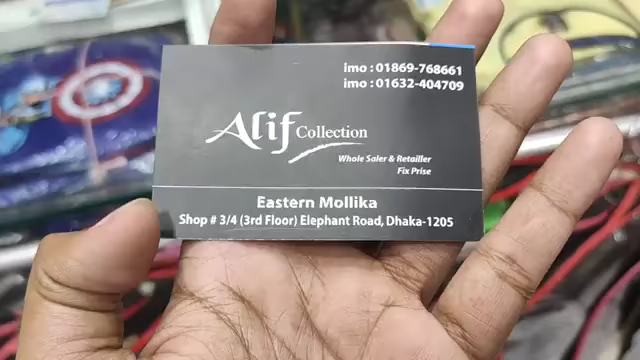 imo : 01869-768661
imo : 01632-404709
Alif Collection
Whole Saler & Retailler
Fix Prise
Eastern Mollika
Shop # 3/4 (3rd Floor) Elephant Road, Dhaka-1205